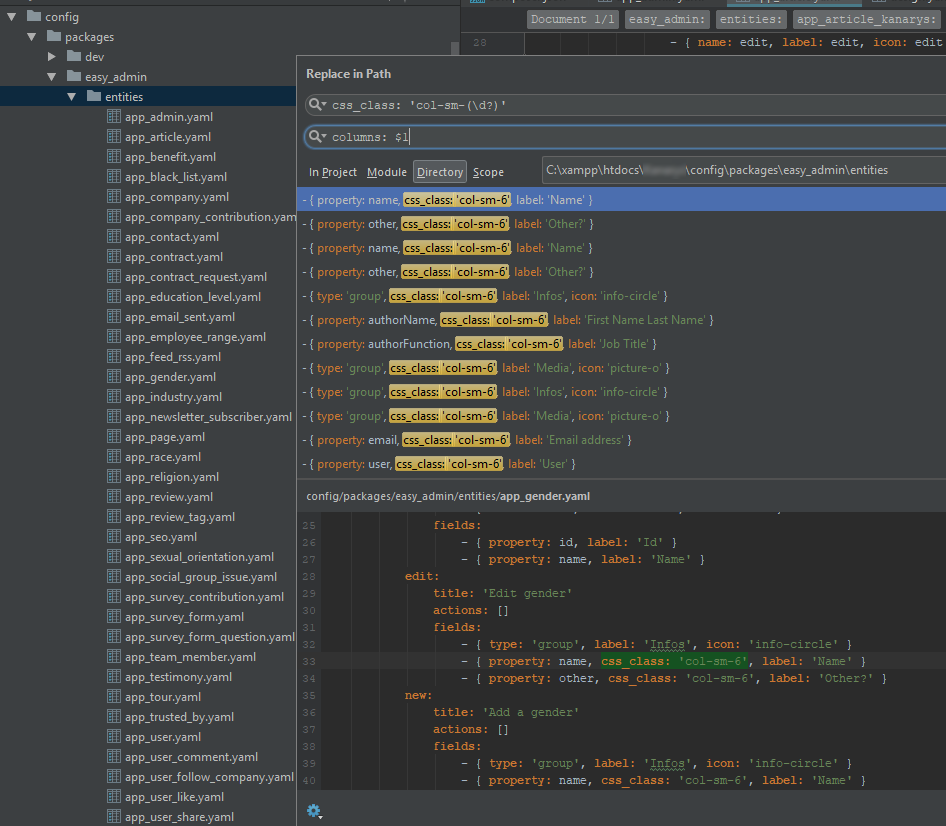 config
packages
dev
easy_admin
entities
app_admin.yaml
app_article.yaml
app_benefit.yaml
app_black_list.yaml
app_company.yaml
app_company_contribution.yam
app_contact.yaml
app_contract.yaml
app_contract_request.yaml
app_education_level.yaml
app_email_sent.yaml
app_employee_range.yaml
app_feed_rss.yaml
app_gender.yaml
app_industry.yaml
app_newsletter_subscriber.yaml
app_page.yaml
app_race.yaml
app_religion.yaml
app_review.yaml
app_review_tag.yaml
app_seo.yaml
app_sexual_orientation.yaml
app_social_group_issue.yaml
app_survey_contribution.yaml
app_survey_form.yaml
app_survey_form_question.yaml
app_team_member.yaml
app_testimony.yaml
app_tour.yaml
app_trusted_by.yaml
app_user.yaml
app_user_comment.yaml
app_user_follow_company.yaml
app_user_like.yaml
app_user_share.yaml
Document 1/1 easy_admin: entities: app_article_kanarys:
28 - { name: edit, label: edit, icon: edit
Replace in Path
css_class: 'col-sm-(\d?)'
columns: $1
In Project Module Directory Scope C:\xampp\htdocs\ \config\packages\easy_admin\entities
- { property: name, css_class: 'col-sm-6', label: 'Name' }
- { property: other, css_class: 'col-sm-6', label: 'Other?' }
- { property: name, css_class: 'col-sm-6', label: 'Name' }
- { property: other, css_class: 'col-sm-6', label: 'Other?' }
- { type: 'group', css_class: 'col-sm-6', label: 'Infos', icon: 'info-circle' }
- { property: authorName, css_class: 'col-sm-6', label: 'First Name Last Name' }
- { property: authorFunction, css_class: 'col-sm-6', label: 'Job Title' }
- { type: 'group', css_class: 'col-sm-6', label: 'Media', icon: 'picture-o' }
- { type: 'group', css_class: 'col-sm-6', label: 'Infos', icon: 'info-circle' }
- { type: 'group', css_class: 'col-sm-6', label: 'Media', icon: 'picture-o' }
- { property: email, css_class: 'col-sm-6', label: 'Email address' }
- { property: user, css_class: 'col-sm-6', label: 'User' }
config/packages/easy_admin/entities/app_gender.yaml
25 fields:
26 - { property: id, label: 'Id' }
27 - { property: name, label: 'Name' }
28 edit:
29 title: 'Edit gender'
30 actions: []
31 fields:
32 - { type: 'group', label: 'Infos', icon: 'info-circle' }
33 - { property: name, css_class: 'col-sm-6', label: 'Name' }
34 - { property: other, css_class: 'col-sm-6', label: 'Other?' }
35 new:
36 title: 'Add a gender'
37 actions: []
38 fields:
39 - { type: 'group', label: 'Infos', icon: 'info-circle' }
40 - { property: name, css_class: 'col-sm-6', label: 'Name' }